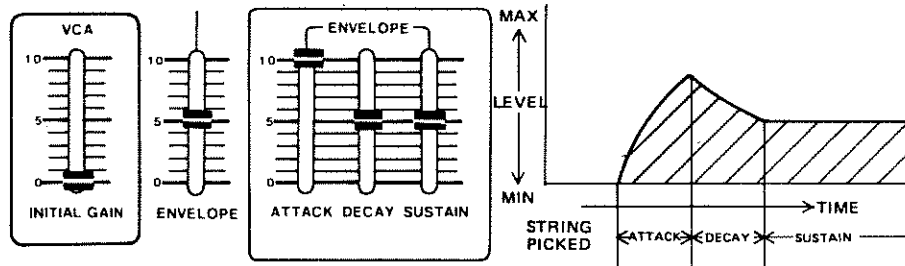 VCA
10
5
0
INITIAL GAIN
10
5
0
ENVELOPE
ENVELOPE
10
5
0
ATTACK DECAY SUSTAIN
MAX
LEVEL
MIN
TIME
STRING
PICKED
ATTACK DECAY SUSTAIN